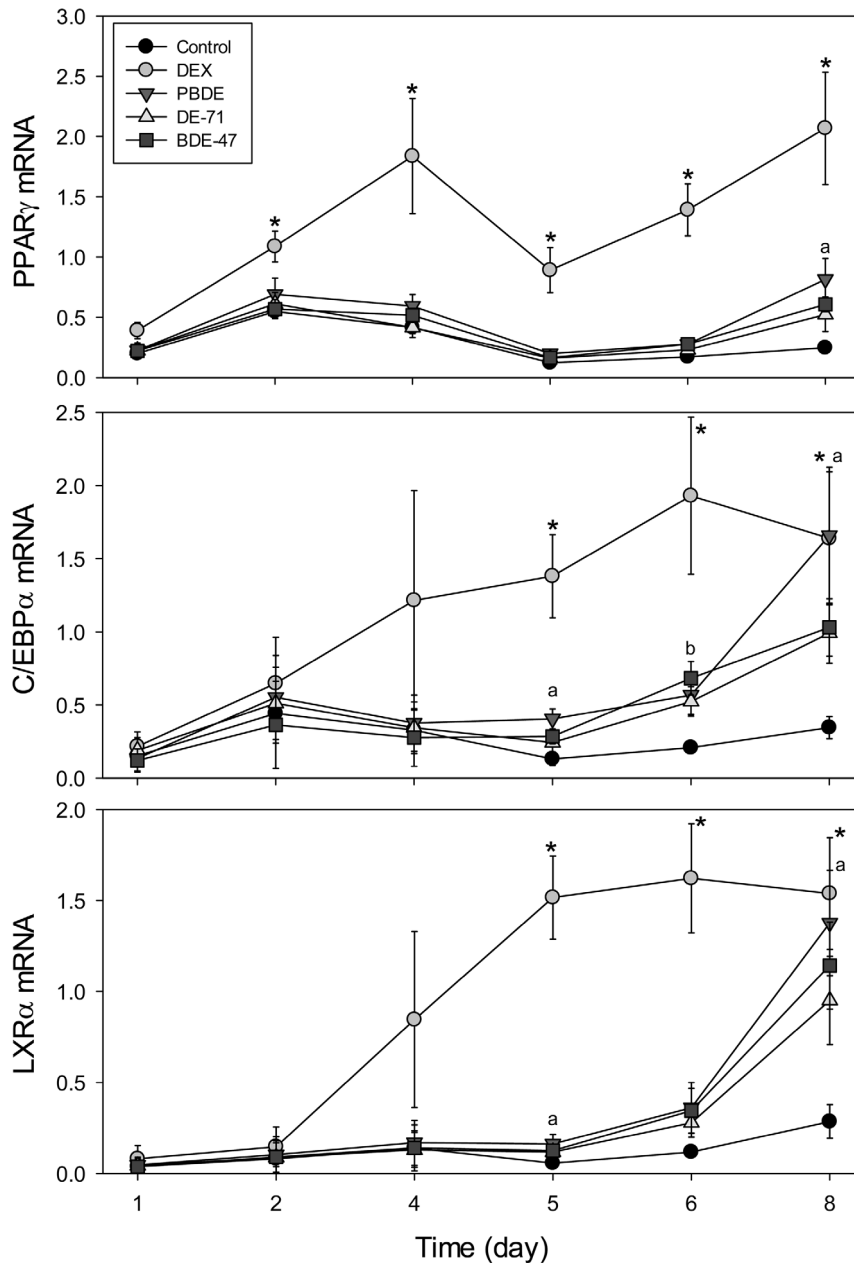 3.0
2.5
2.0
1.5
1.0
0.5
0.0
PPARγ mRNA
Control
DEX
PBDE
DE-71
BDE-47
*
*
*
*
*
a
2.5
2.0
1.5
1.0
0.5
0.0
C/EBPα mRNA
*
*
* a
a
b
2.0
1.5
1.0
0.5
0.0
LXRα mRNA
*
*
*
a
a
1 2 4 5 6 8
Time (day)